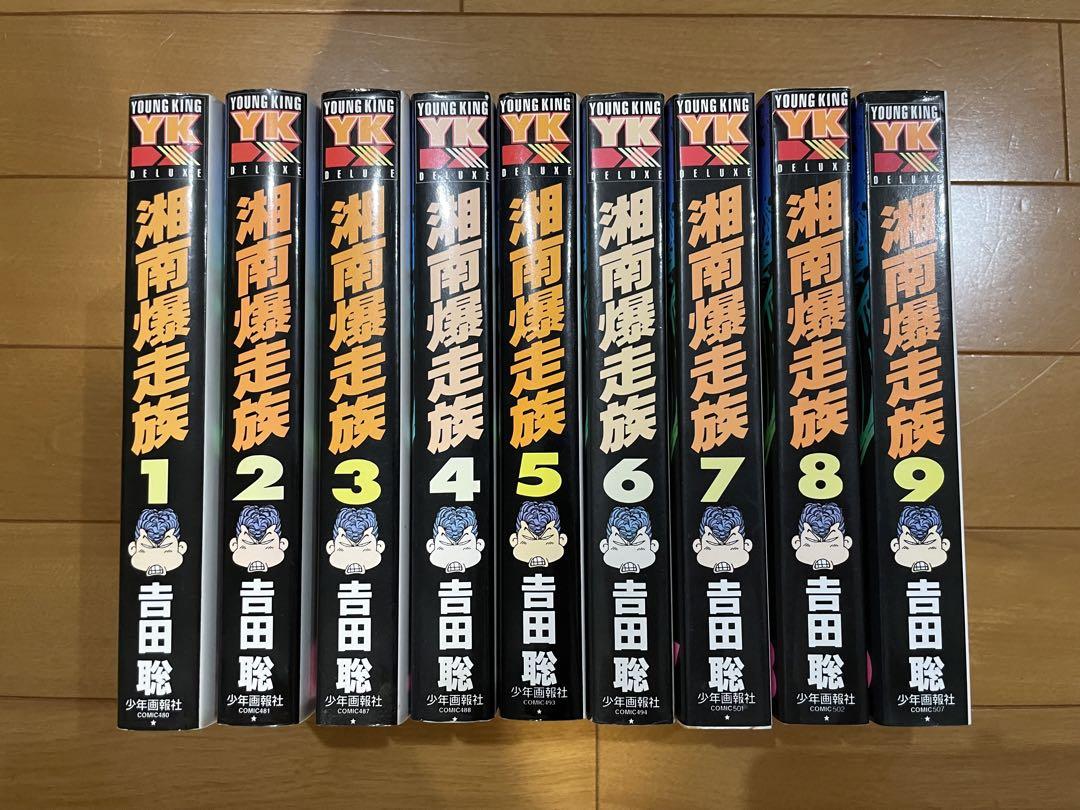 YOUNG KING
YK
DELUXE
湘南爆走族
1
吉田聡
少年画報社
COMIC480
YOUNG KING
YK
DELUXE
湘南爆走族
2
吉田聡
少年画報社
COMIC481
YOUNG KING
YK
DELUXE
湘南爆走族
3
吉田聡
少年画報社
COMIC487
YOUNG KING
YK
DELUXE
湘南爆走族
4
吉田聡
少年画報社
COMIC488
YOUNG KING
YK
DELUXE
湘南爆走族
5
吉田聡
少年画報社
COMIC493
YOUNG KING
YK
DELUXE
湘南爆走族
6
吉田聡
少年画報社
COMIC494
YOUNG KING
YK
DELUXE
湘南爆走族
7
吉田聡
少年画報社
COMIC501
YOUNG KING
YK
DELUXE
湘南爆走族
8
吉田聡
少年画報社
COMIC502
YOUNG KING
YK
DELUXE
湘南爆走族
9
吉田聡
少年画報社
COMIC507